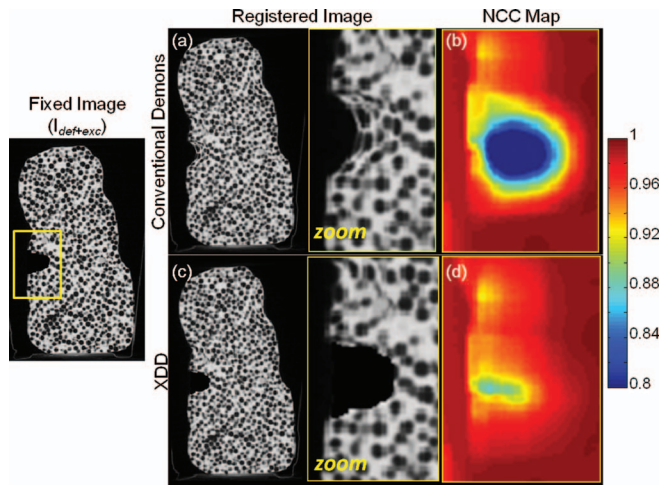 Registered Image
NCC Map
Fixed Image
(I def+exc)
Conventional Demons
(a)
zoom
(b)
XDD
(c)
zoom
(d)
1
0.96
0.92
0.88
0.84
0.8